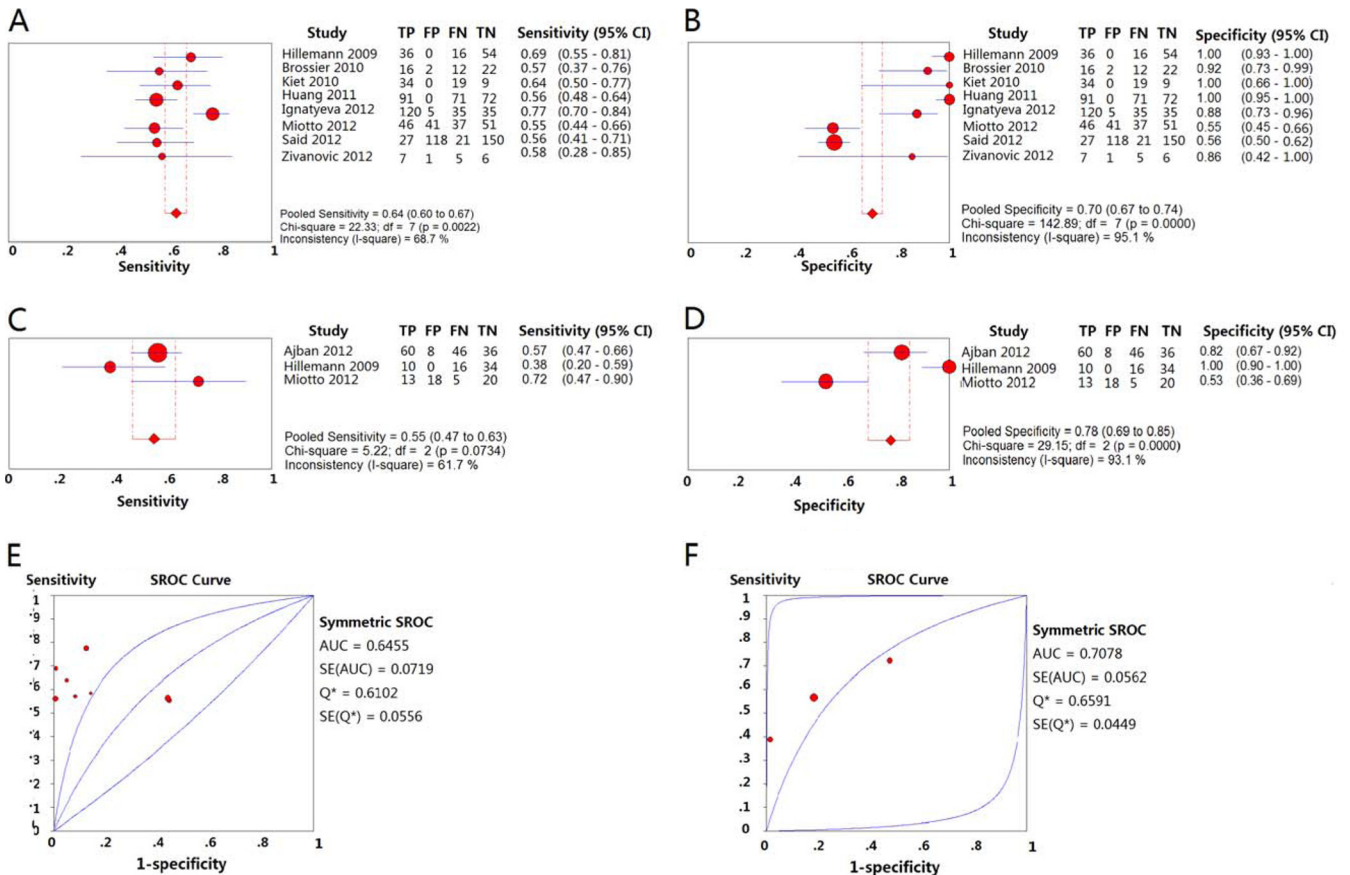 A
Study TP FP FN TN Sensitivity (95% CI)
Hillemann 2009 36 0 16 54 0.69 (0.55 - 0.81)
Brossier 2010 16 2 12 22 0.57 (0.37 - 0.76)
Kiet 2010 34 0 19 9 0.64 (0.50 - 0.77)
Huang 2011 91 0 71 72 0.56 (0.48 - 0.64)
Ignatyeva 2012 120 5 35 35 0.77 (0.70 - 0.84)
Miotto 2012 46 41 37 51 0.55 (0.44 - 0.66)
Said 2012 27 118 21 150 0.56 (0.41 - 0.71)
Zivanovic 2012 7 1 5 6 0.58 (0.28 - 0.85)
Pooled Sensitivity = 0.64 (0.60 to 0.67)
Chi-square = 22.33; df = 7 (p = 0.0022)
Inconsistency (I-square) = 68.7 %
0 .2 .4 .6 .8 1
Sensitivity
B
Study TP FP FN TN Specificity (95% CI)
Hillemann 2009 36 0 16 54 1.00 (0.93 - 1.00)
Brossier 2010 16 2 12 22 0.92 (0.73 - 0.99)
Kiet 2010 34 0 19 9 1.00 (0.66 - 1.00)
Huang 2011 91 0 71 72 1.00 (0.95 - 1.00)
Ignatyeva 2012 120 5 35 35 0.88 (0.73 - 0.96)
Miotto 2012 46 41 37 51 0.55 (0.45 - 0.66)
Said 2012 27 118 21 150 0.56 (0.50 - 0.62)
Zivanovic 2012 7 1 5 6 0.86 (0.42 - 1.00)
Pooled Specificity = 0.70 (0.67 to 0.74)
Chi-square = 142.89; df = 7 (p = 0.0000)
Inconsistency (I-square) = 95.1 %
0 .2 .4 .6 .8 1
Specificity
C
Study TP FP FN TN Sensitivity (95% CI)
Ajban 2012 60 8 46 36 0.57 (0.47 - 0.66)
Hillemann 2009 10 0 16 34 0.38 (0.20 - 0.59)
Miotto 2012 13 18 5 20 0.72 (0.47 - 0.90)
Pooled Sensitivity = 0.55 (0.47 to 0.63)
Chi-square = 5.22; df = 2 (p = 0.0734)
Inconsistency (I-square) = 61.7 %
0 .2 .4 .6 .8 1
Sensitivity
D
Study TP FP FN TN Specificity (95% CI)
Ajban 2012 60 8 46 36 0.82 (0.67 - 0.92)
Hillemann 2009 10 0 16 34 1.00 (0.90 - 1.00)
Miotto 2012 13 18 5 20 0.53 (0.36 - 0.69)
Pooled Specificity = 0.78 (0.69 to 0.85)
Chi-square = 29.15; df = 2 (p = 0.0000)
Inconsistency (I-square) = 93.1 %
0 .2 .4 .6 .8 1
Specificity
E
Sensitivity SROC Curve
1
.9
.8
.7
.6
.5
.4
.3
.2
.1
0
0 .2 .4 .6 .8 1
1-specificity
Symmetric SROC
AUC = 0.6455
SE(AUC) = 0.0719
Q* = 0.6102
SE(Q*) = 0.0556
F
Sensitivity SROC Curve
1
.9
.8
.7
.6
.5
.4
.3
.2
.1
0
0 .2 .4 .6 .8 1
1-specificity
Symmetric SROC
AUC = 0.7078
SE(AUC) = 0.0562
Q* = 0.6591
SE(Q*) = 0.0449